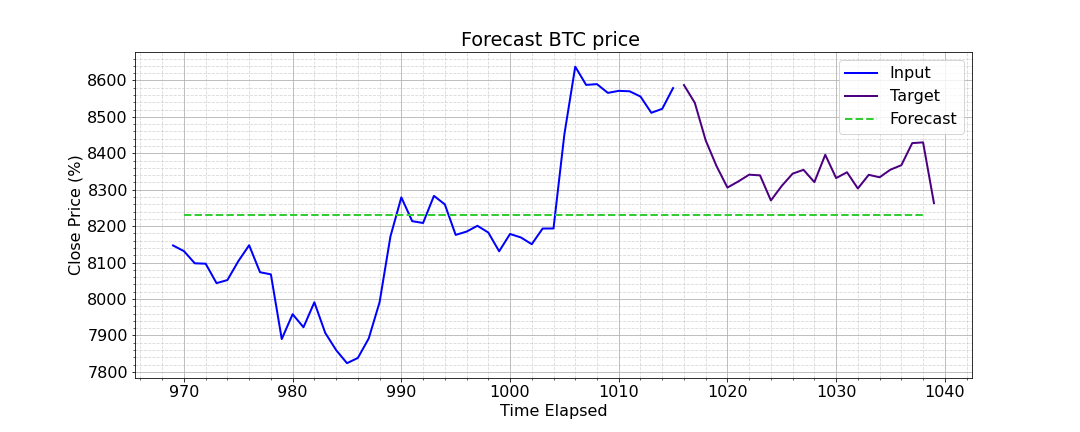 Forecast BTC price
Close Price (%)
8600
8500
8400
8300
8200
8100
8000
7900
7800
Input
Target
Forecast
970 980 990 1000 1010 1020 1030 1040
Time Elapsed